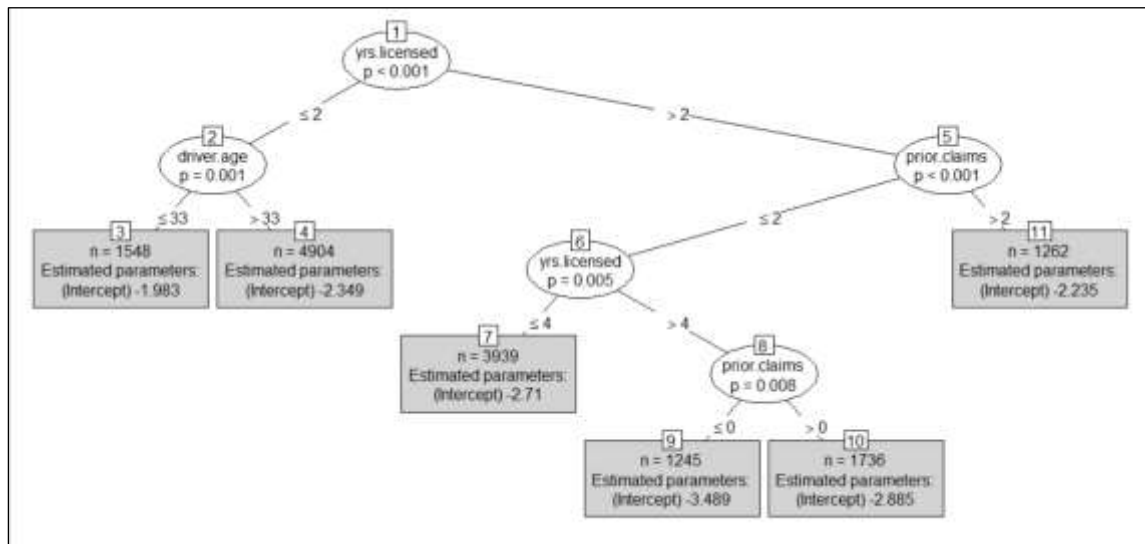 1
yrs.licensed
p < 0.001
≤ 2
> 2
2
driver.age
p = 0.001
5
prior.claims
p < 0.001
≤ 33
> 33
≤ 2
> 2
3
n = 1548
Estimated parameters:
(Intercept) -1.983
4
n = 4904
Estimated parameters:
(Intercept) -2.349
6
yrs.licensed
p = 0.005
11
n = 1262
Estimated parameters:
(Intercept) -2.235
≤ 4
> 4
7
n = 3939
Estimated parameters:
(Intercept) -2.71
8
prior.claims
p = 0.008
≤ 0
> 0
9
n = 1245
Estimated parameters:
(Intercept) -3.489
10
n = 1736
Estimated parameters:
(Intercept) -2.885